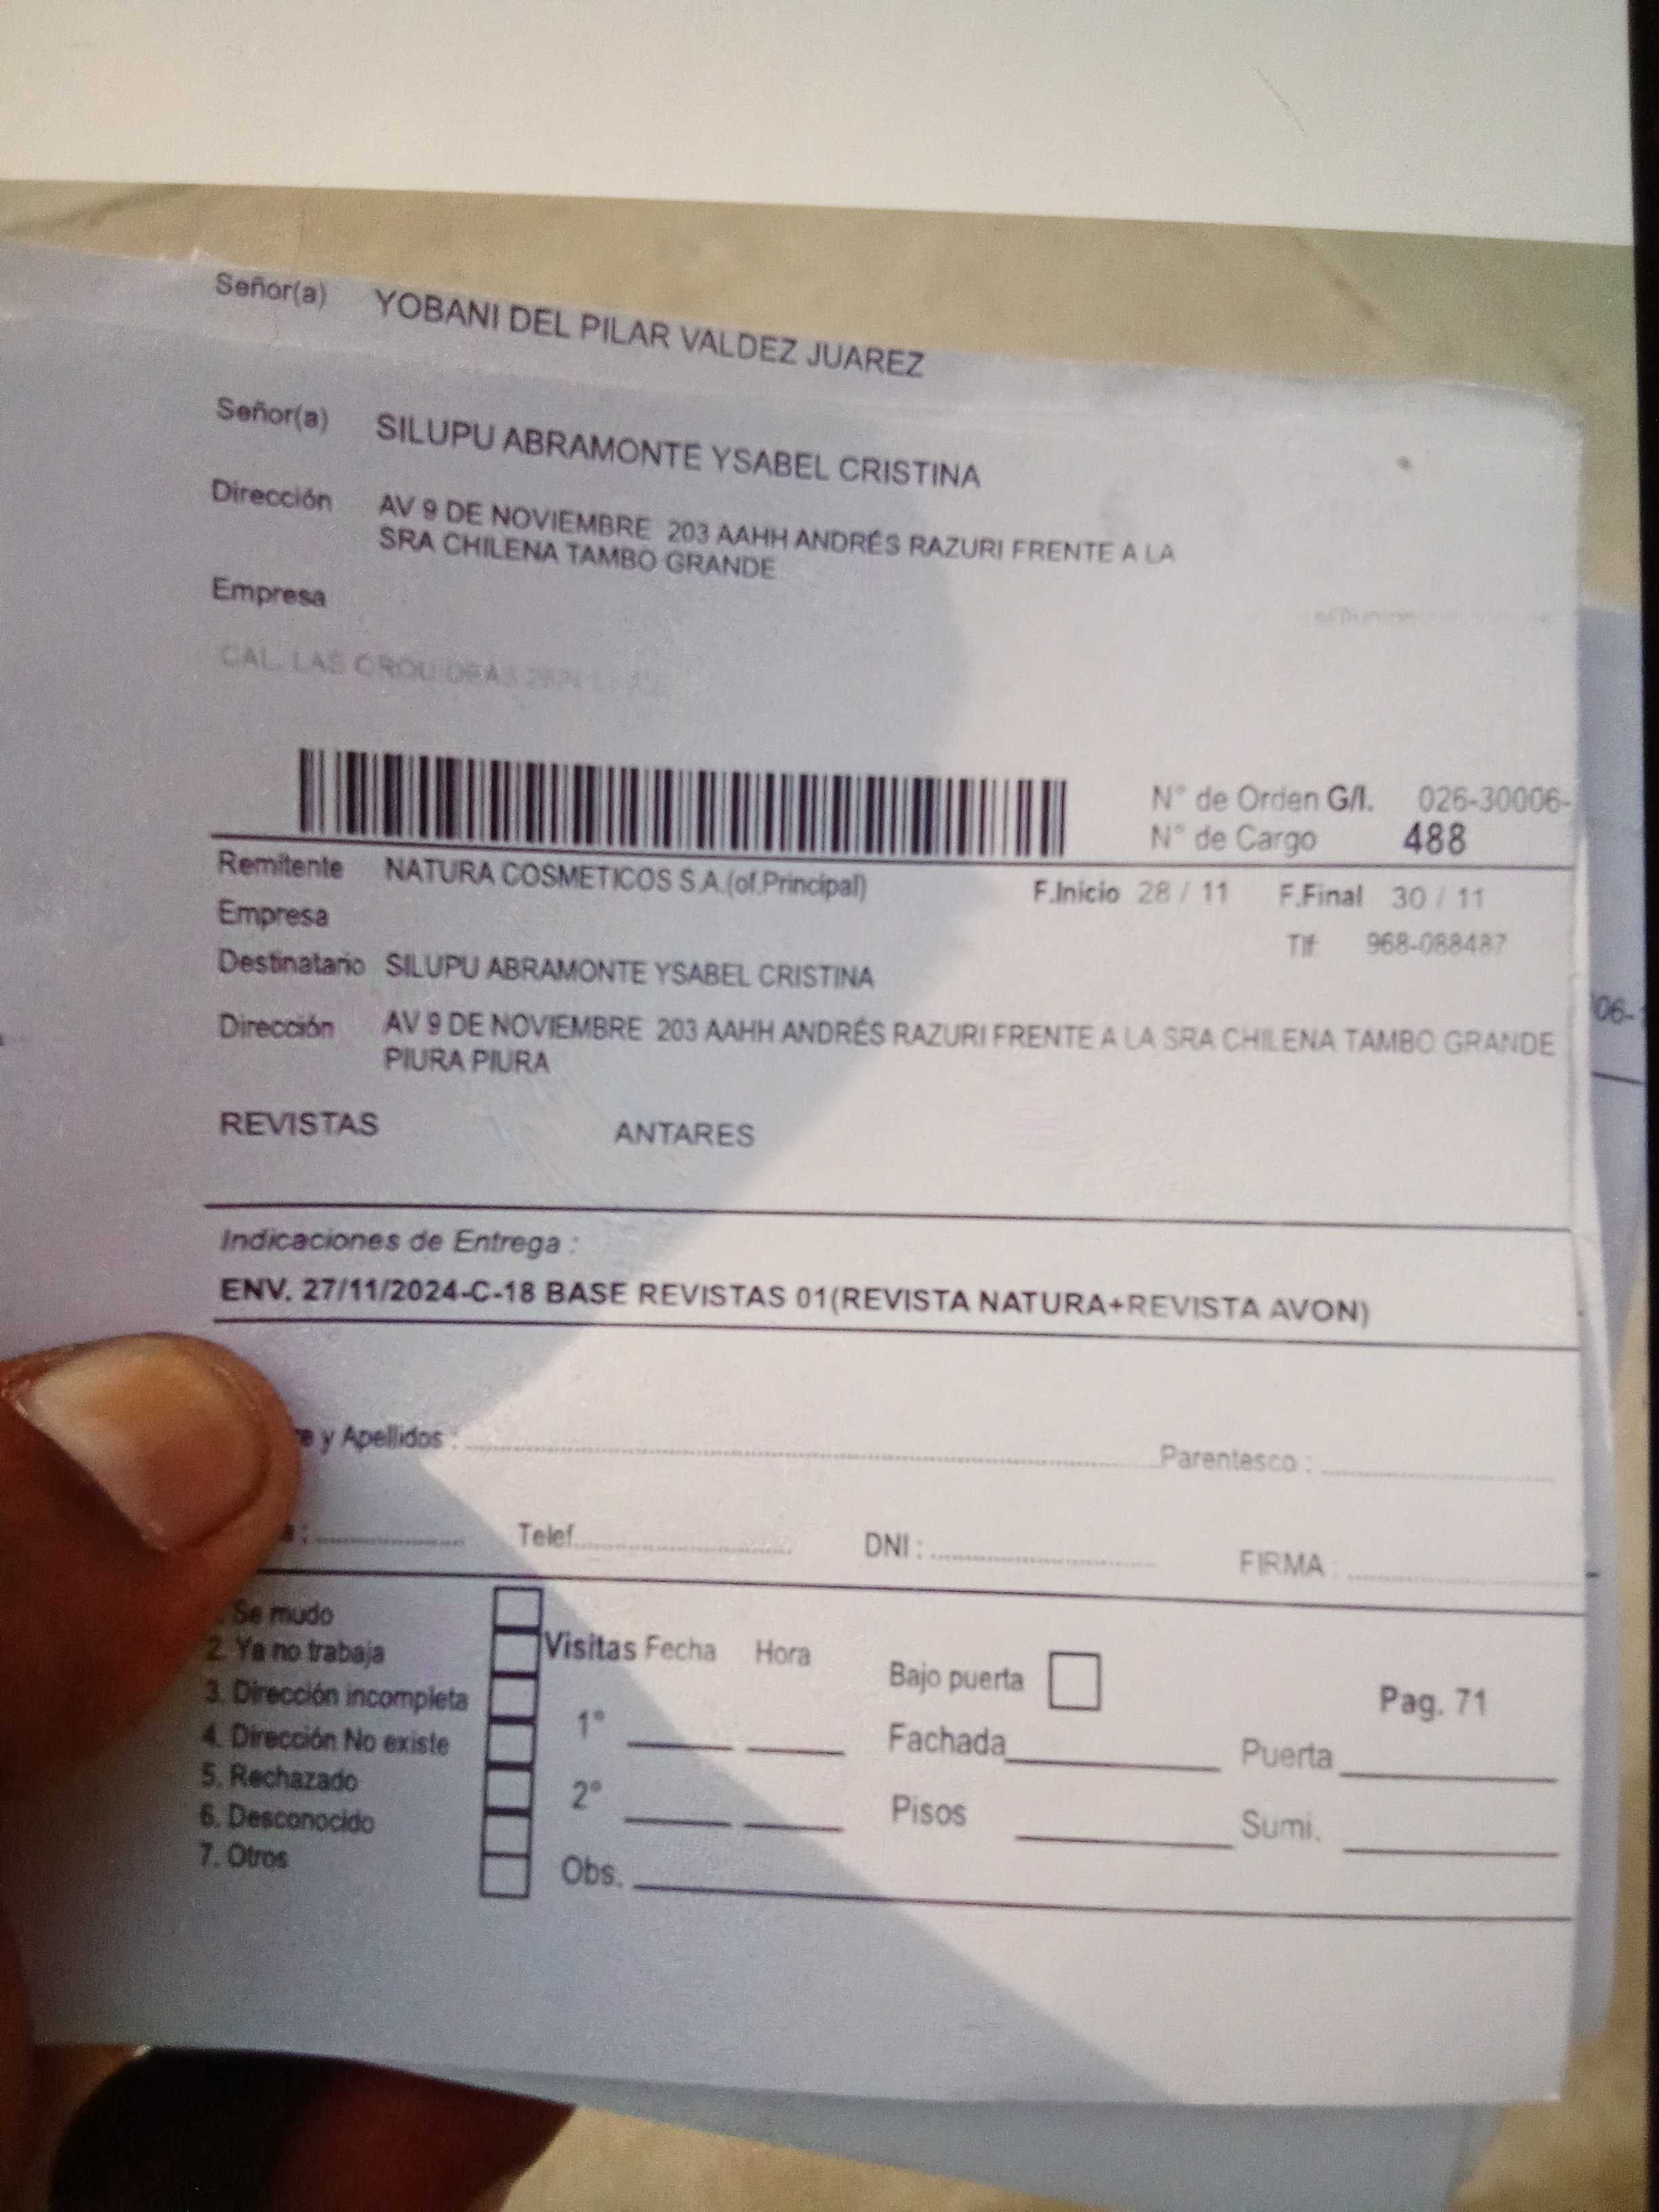 Señor(a) YOBANI DEL PILAR VALDEZ JUAREZ
Señor(a) SILUPU ABRAMONTE YSABEL CRISTINA
Dirección AV 9 DE NOVIEMBRE 203 AAHH ANDRÉS RAZURI FRENTE A LA
SRA CHILENA TAMBO GRANDE
Empresa
CAL. LAS ORQUIDEAS
N° de Orden G/I. 026-30006-
N° de Cargo 488
Remitente NATURA COSMETICOS S.A.(of.Principal) F.Inicio 28 / 11 F.Final 30 / 11
Empresa
Tlf 968-088487
Destinatario SILUPU ABRAMONTE YSABEL CRISTINA
Dirección AV 9 DE NOVIEMBRE 203 AAHH ANDRÉS RAZURI FRENTE A LA SRA CHILENA TAMBO GRANDE
PIURA PIURA
06-
REVISTAS ANTARES
Indicaciones de Entrega :
ENV. 27/11/2024-C-18 BASE REVISTAS 01(REVISTA NATURA+REVISTA AVON)
y Apellidos : Parentesco :
Telef. DNI : FIRMA :
Se mudo
2. Ya no trabaja
3. Dirección incompleta
4. Dirección No existe
5. Rechazado
6. Desconocido
7. Otros
Visitas Fecha Hora
1°
2°
Obs.
Bajo puerta
Pag. 71
Fachada Puerta
Pisos Sumi.